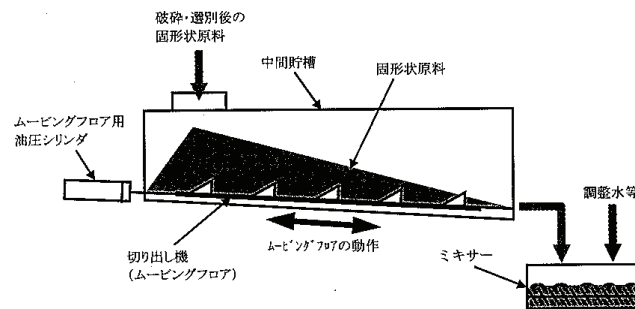 破砕・選別後の
固形状原料
中間貯槽
固形状原料
ムービングフロア用
油圧シリンダ
調整水等
ムービングフロアの動作
切り出し機
(ムービングフロア)
ミキサー